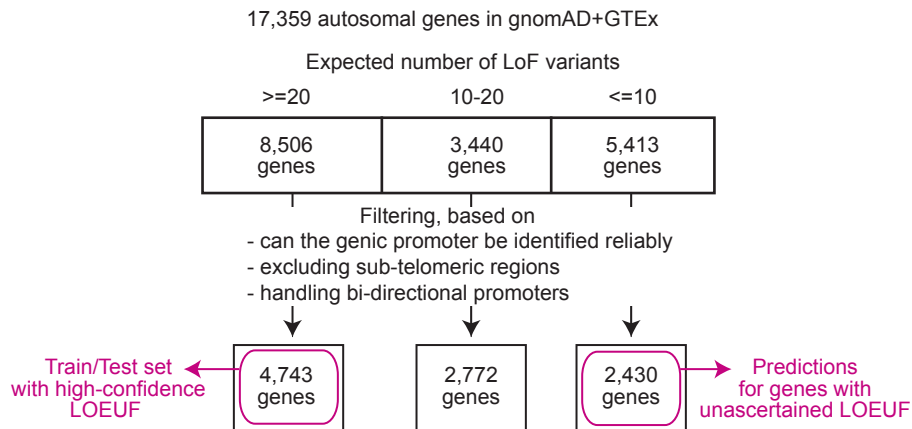 17,359 autosomal genes in gnomAD+GTEx
Expected number of LoF variants
>=20
10-20
<=10
8,506
genes
3,440
genes
5,413
genes
Filtering, based on
- can the genic promoter be identified reliably
- excluding sub-telomeric regions
- handling bi-directional promoters
Train/Test set
with high-confidence
LOEUF
4,743
genes
2,772
genes
2,430
genes
Predictions
for genes with
unascertained LOEUF